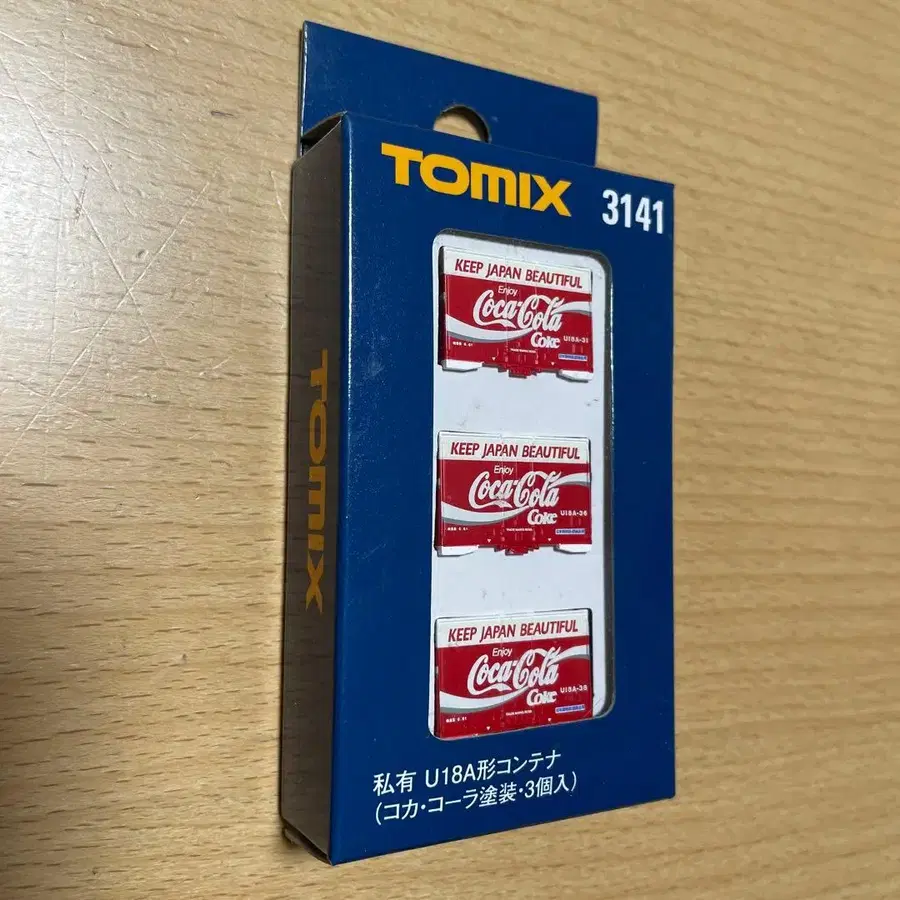 TOMIX 3141
TOMIX
KEEP JAPAN BEAUTIFUL
Enjoy
Coca-Cola
Coke
U18A-31
KEEP JAPAN BEAUTIFUL
Enjoy
Coca-Cola
Coke
U18A-36
KEEP JAPAN BEAUTIFUL
Enjoy
Coca-Cola
Coke
U18A-38
私有 U18A形コンテナ
(コカ・コーラ塗装・3個入)